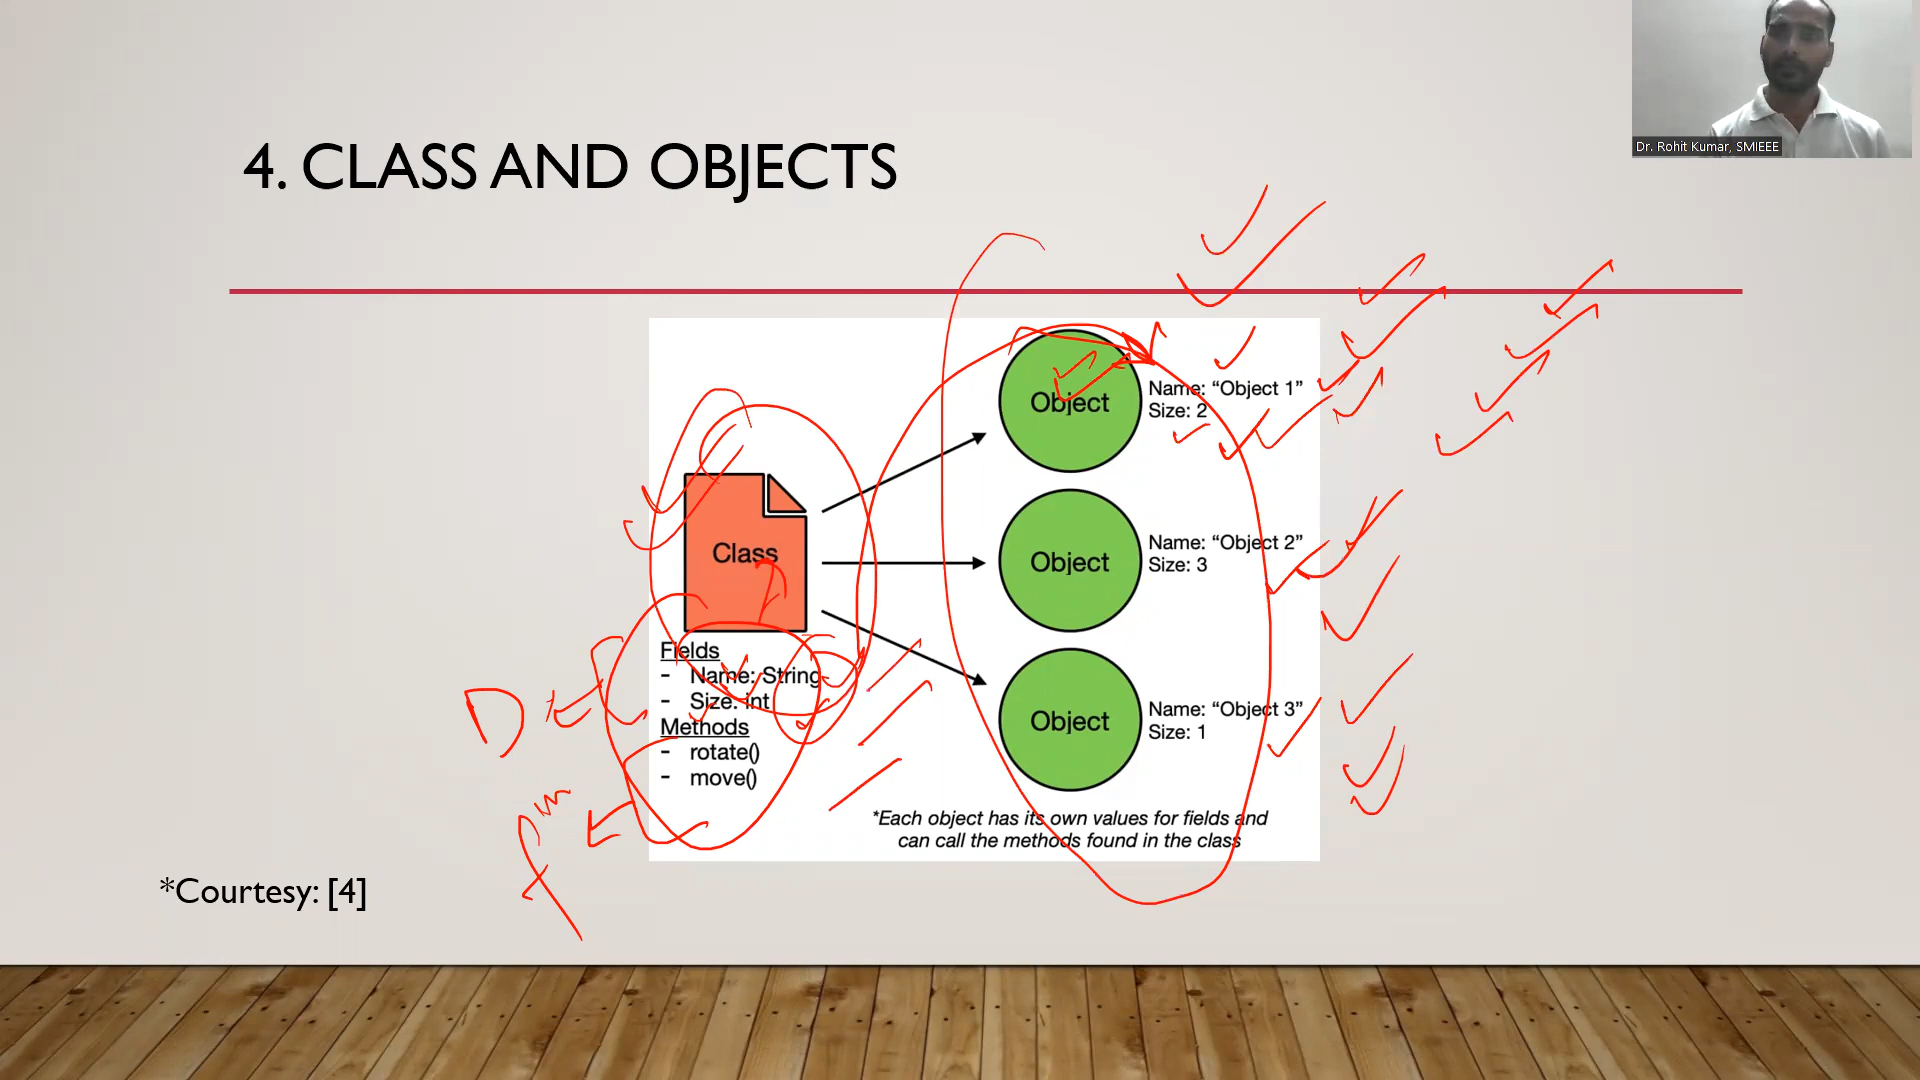 Dr. Rohit Kumar, SMIEEE
4. CLASS AND OBJECTS
Object
Name: “Object 1”
Size: 2
Class
Object
Name: “Object 2”
Size: 3
Fields
- Name: String
- Size: int
Methods
- rotate()
- move()
Object
Name: “Object 3”
Size: 1
*Each object has its own values for fields and
can call the methods found in the class
D
*Courtesy: [4]